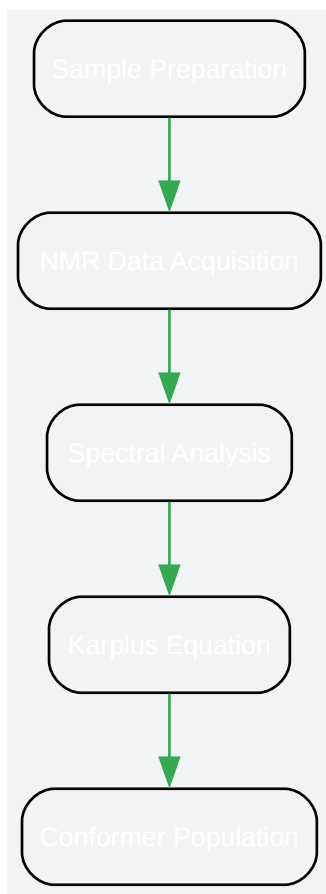 Sample Preparation
NMR Data Acquisition
Spectral Analysis
Karplus Equation
Conformer Population